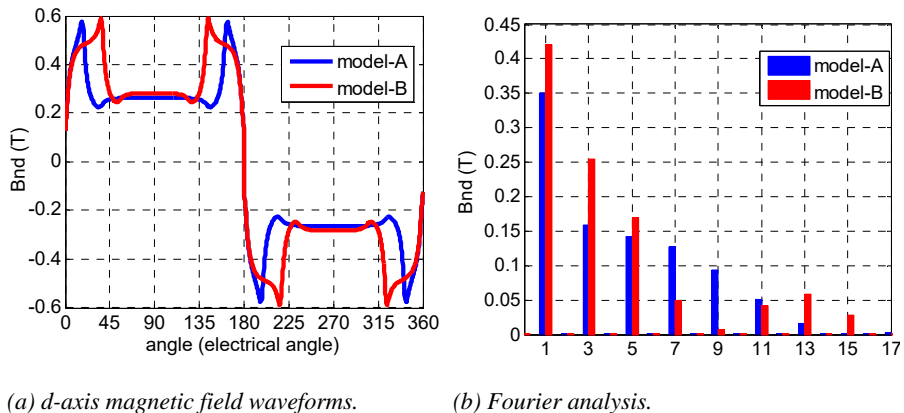 0.6
0.4
0.2
0
-0.2
-0.4
-0.6
Bnd (T)
model-A
model-B
0 45 90 135 180 225 270 315 360
angle (electrical angle)
0.45
0.4
0.35
0.3
0.25
0.2
0.15
0.1
0.05
0
Bnd (T)
model-A
model-B
1 3 5 7 9 11 13 15 17
(a) d-axis magnetic field waveforms.
(b) Fourier analysis.